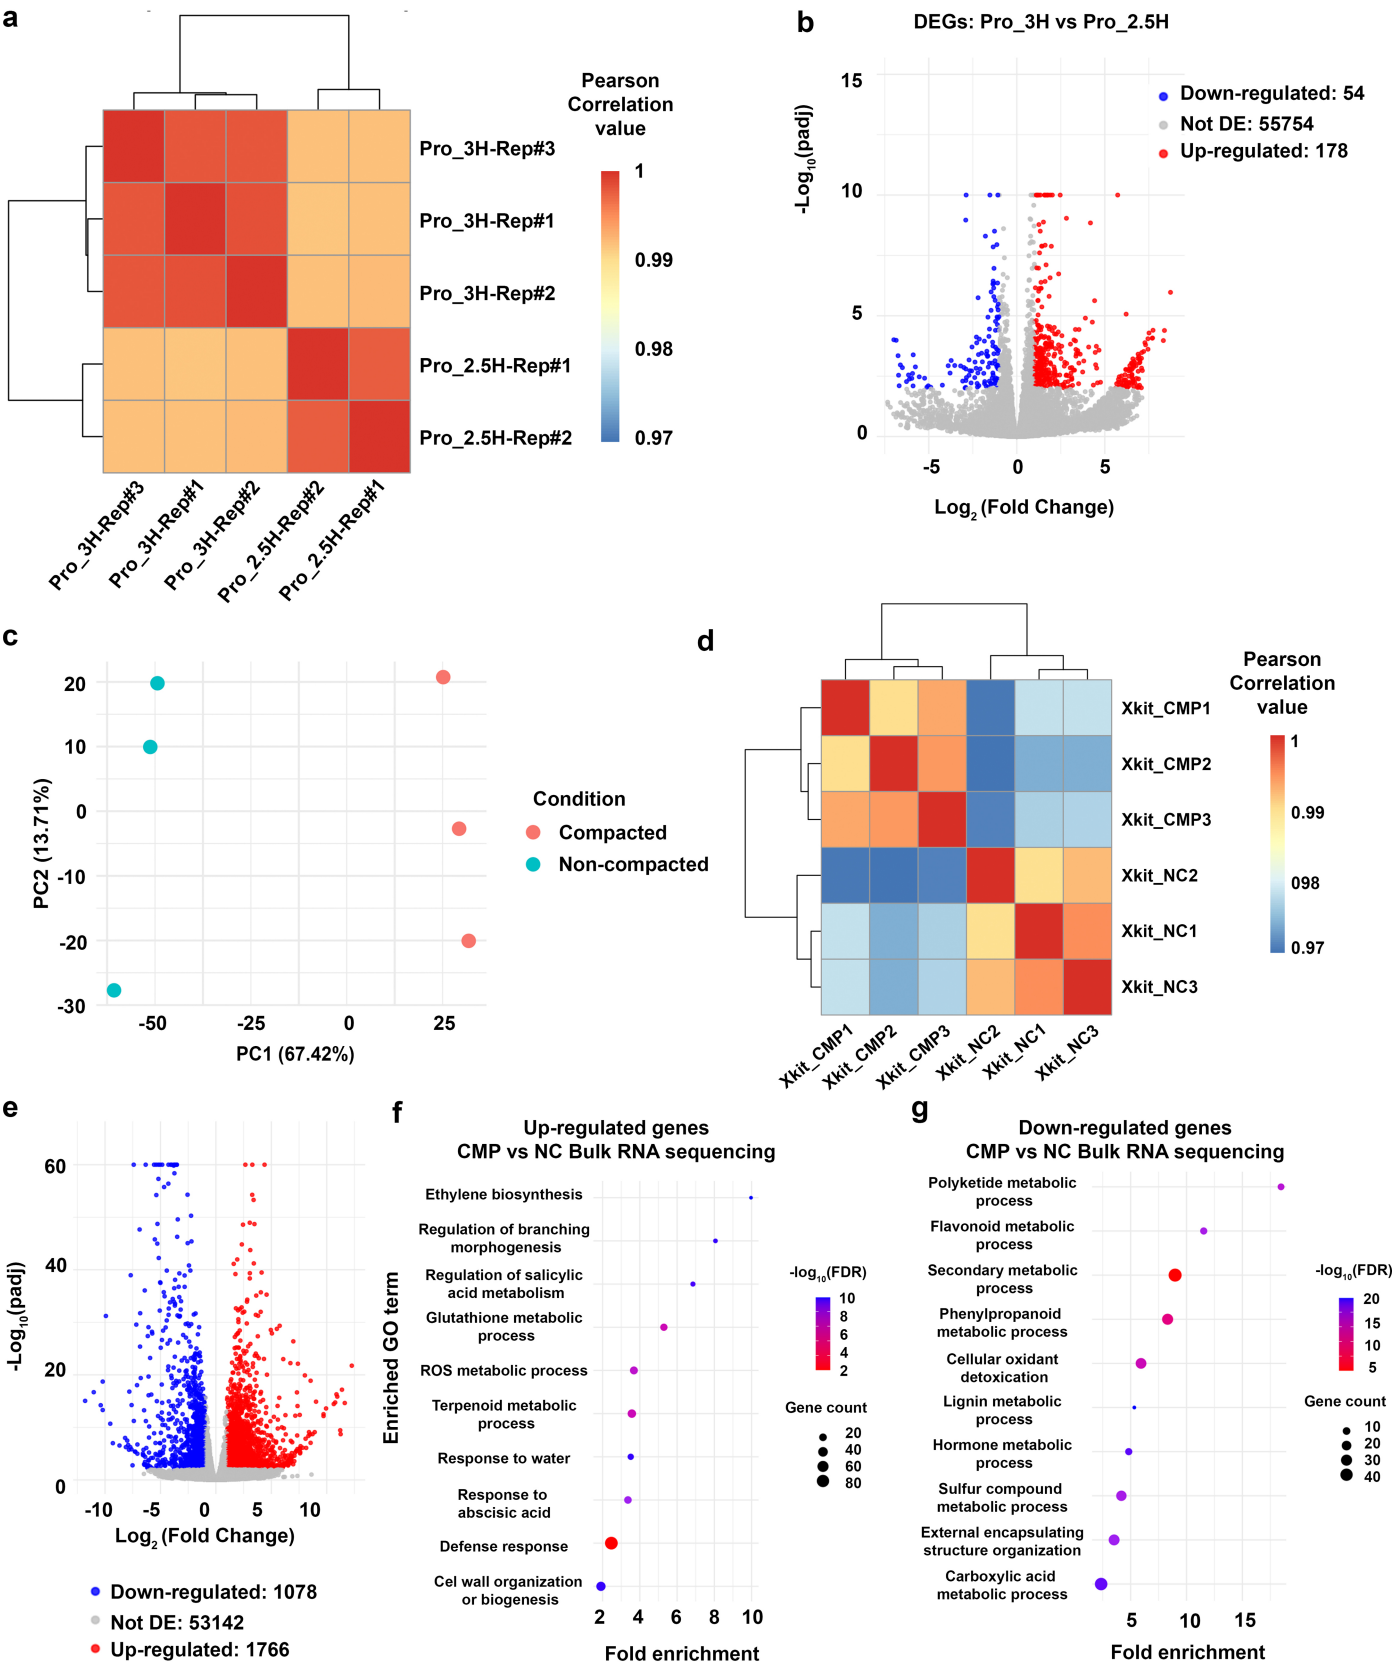 a
Pearson
Correlation
value
1
0.99
0.98
0.97
Pro_3H-Rep#3
Pro_3H-Rep#1
Pro_3H-Rep#2
Pro_2.5H-Rep#1
Pro_2.5H-Rep#2
Pro_3H-Rep#3
Pro_3H-Rep#1
Pro_3H-Rep#2
Pro_2.5H-Rep#2
Pro_2.5H-Rep#1
b
DEGs: Pro_3H vs Pro_2.5H
Down-regulated: 54
Not DE: 55754
Up-regulated: 178
-Log10(padj)
15
10
5
0
-5
0
5
Log2 (Fold Change)
c
PC2 (13.71%)
20
10
0
-10
-20
-30
-50
-25
0
25
PC1 (67.42%)
Condition
Compacted
Non-compacted
d
Pearson
Correlation
value
1
0.99
098
0.97
Xkit_CMP1
Xkit_CMP2
Xkit_CMP3
Xkit_NC2
Xkit_NC1
Xkit_NC3
Xkit_CMP1
Xkit_CMP2
Xkit_CMP3
Xkit_NC2
Xkit_NC1
Xkit_NC3
e
-Log10(padj)
60
40
20
0
-10
-5
0
5
10
Log2 (Fold Change)
Down-regulated: 1078
Not DE: 53142
Up-regulated: 1766
f
Up-regulated genes
CMP vs NC Bulk RNA sequencing
Enriched GO term
Ethylene biosynthesis
Regulation of branching
morphogenesis
Regulation of salicylic
acid metabolism
Glutathione metabolic
process
ROS metabolic process
Terpenoid metabolic
process
Response to water
Response to
abscisic acid
Defense response
Cel wall organization
or biogenesis
2
4
6
8
10
Fold enrichment
-log10(FDR)
10
8
6
4
2
Gene count
20
40
60
80
g
Down-regulated genes
CMP vs NC Bulk RNA sequencing
Polyketide metabolic
process
Flavonoid metabolic
process
Secondary metabolic
process
Phenylpropanoid
metabolic process
Cellular oxidant
detoxication
Lignin metabolic
process
Hormone metabolic
process
Sulfur compound
metabolic process
External encapsulating
structure organization
Carboxylic acid
metabolic process
5
10
15
Fold enrichment
-log10(FDR)
20
15
10
5
Gene count
10
20
30
40